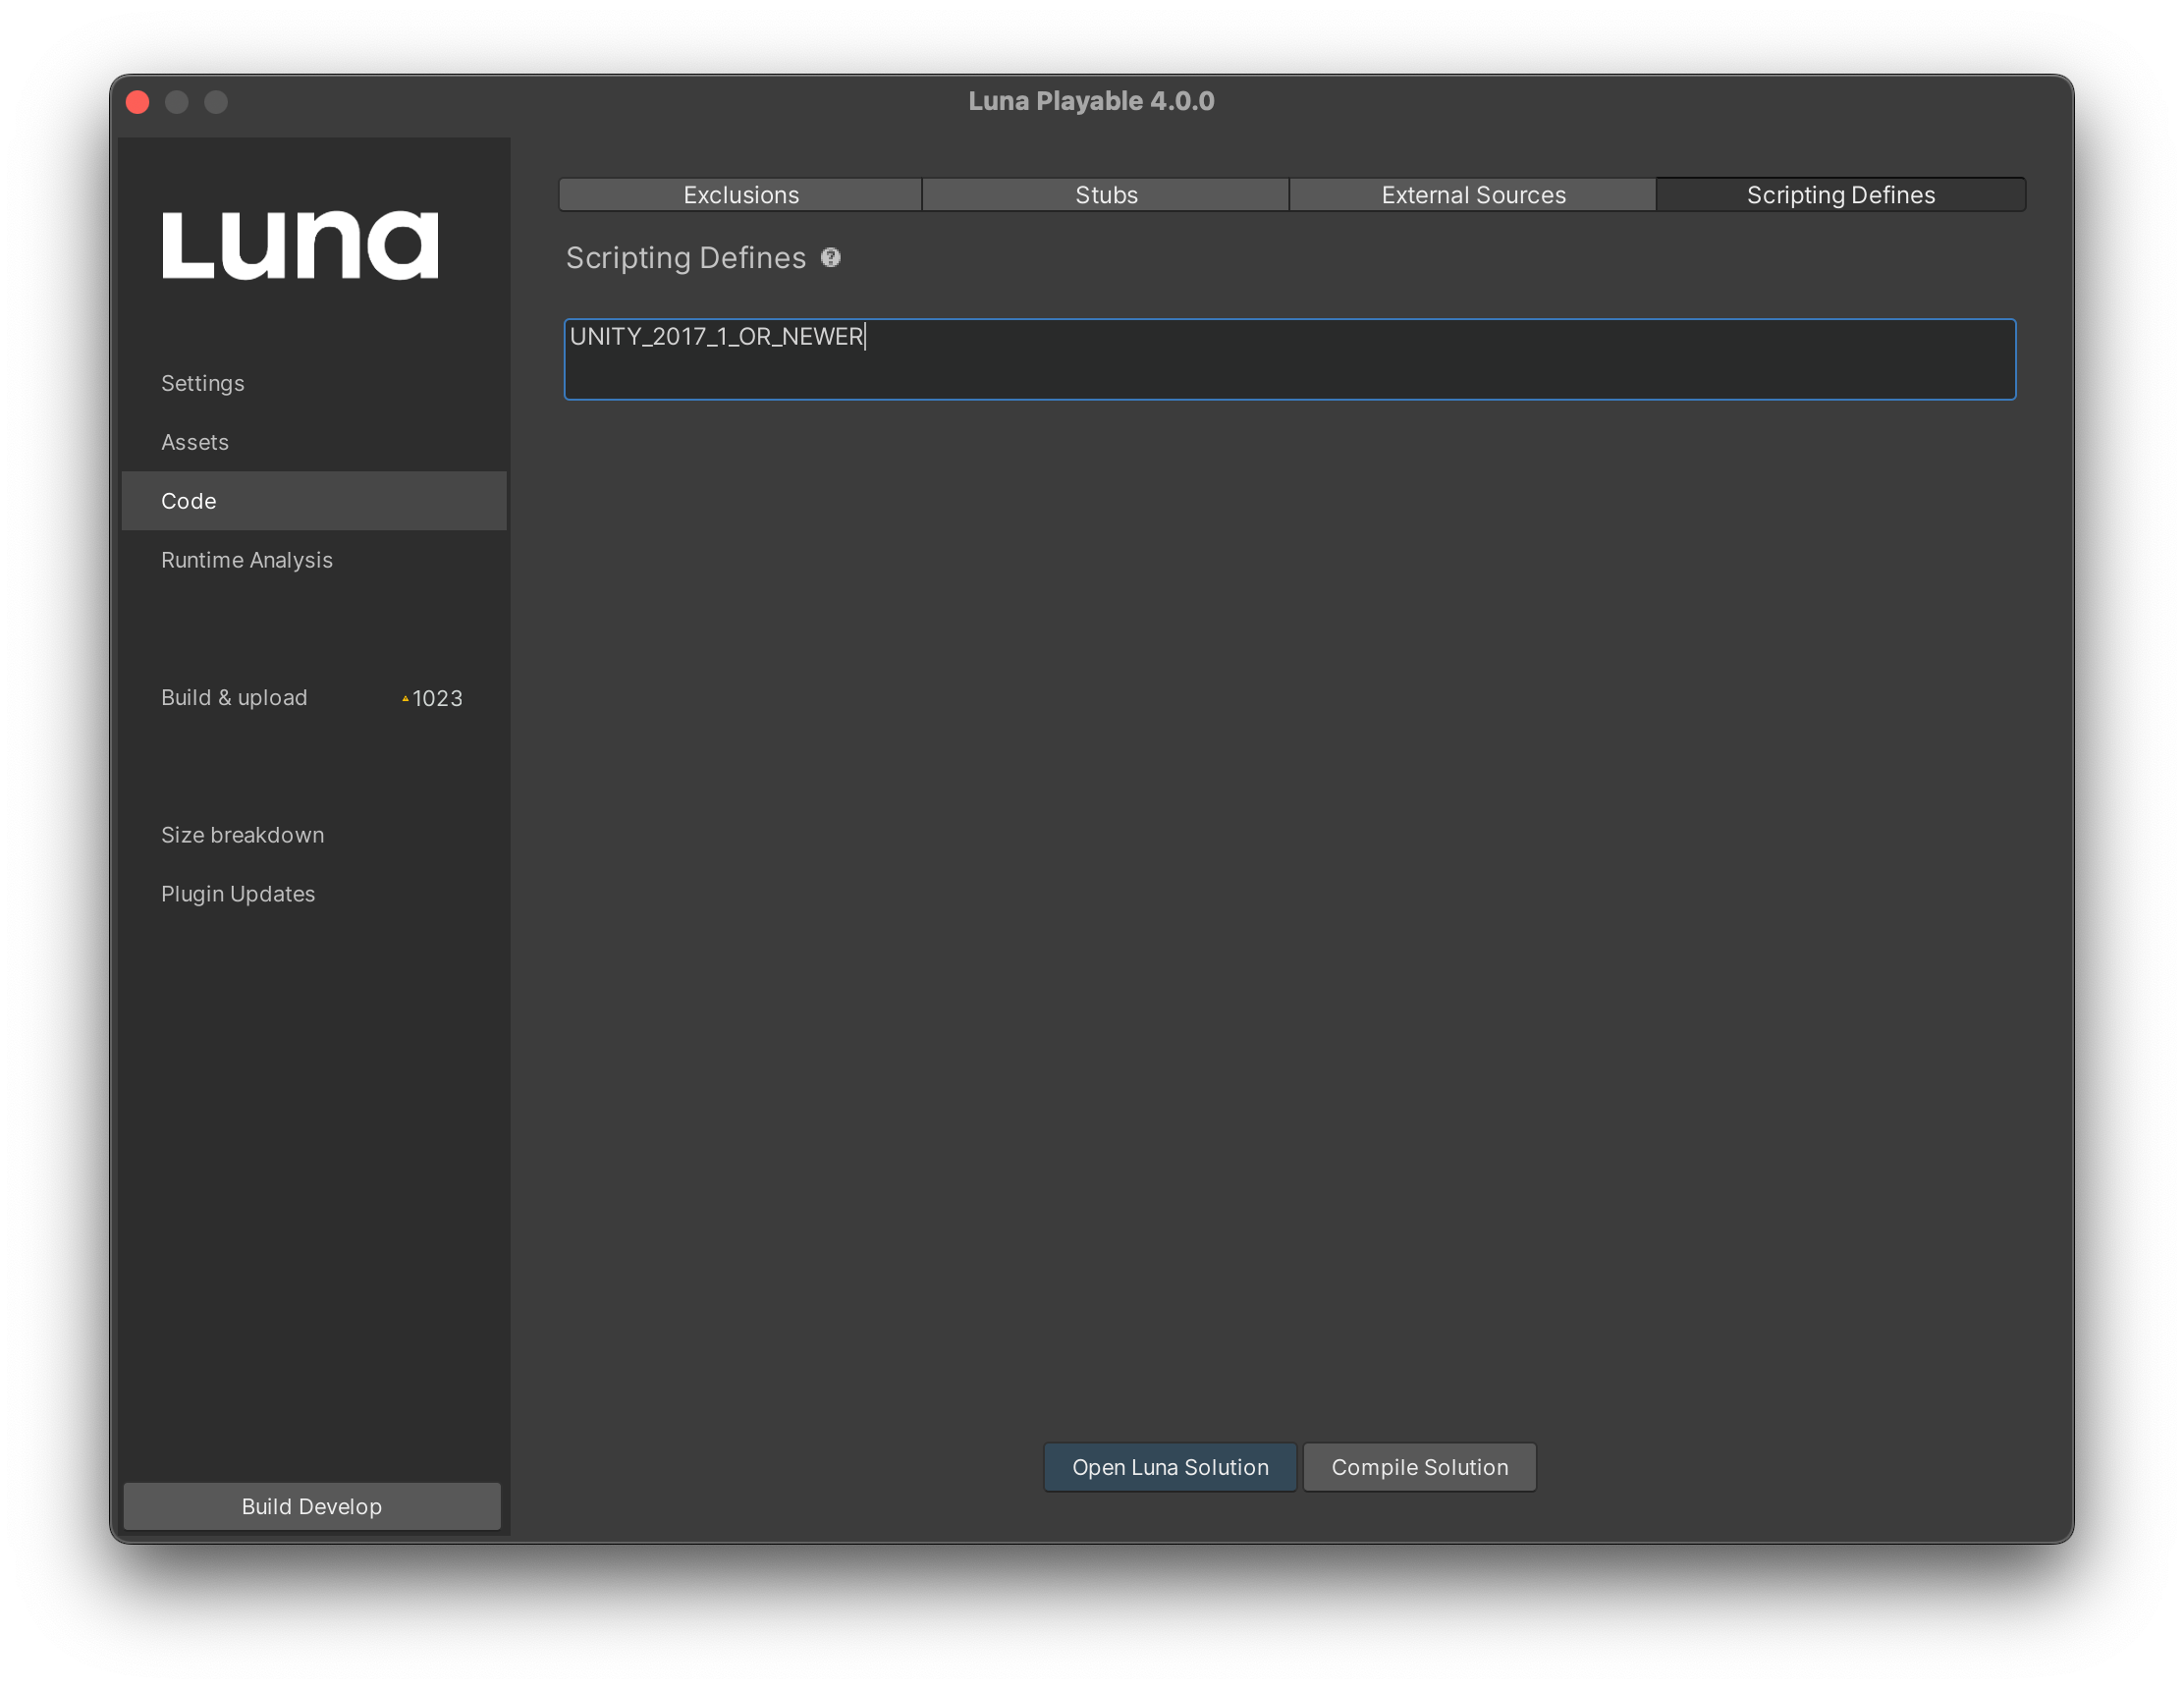 Luna Playable 4.0.0
Luna
Settings
Assets
Code
Runtime Analysis
Build & upload 1023
Size breakdown
Plugin Updates
Build Develop
Exclusions Stubs External Sources Scripting Defines
Scripting Defines ?
UNITY_2017_1_OR_NEWER
Open Luna Solution Compile Solution